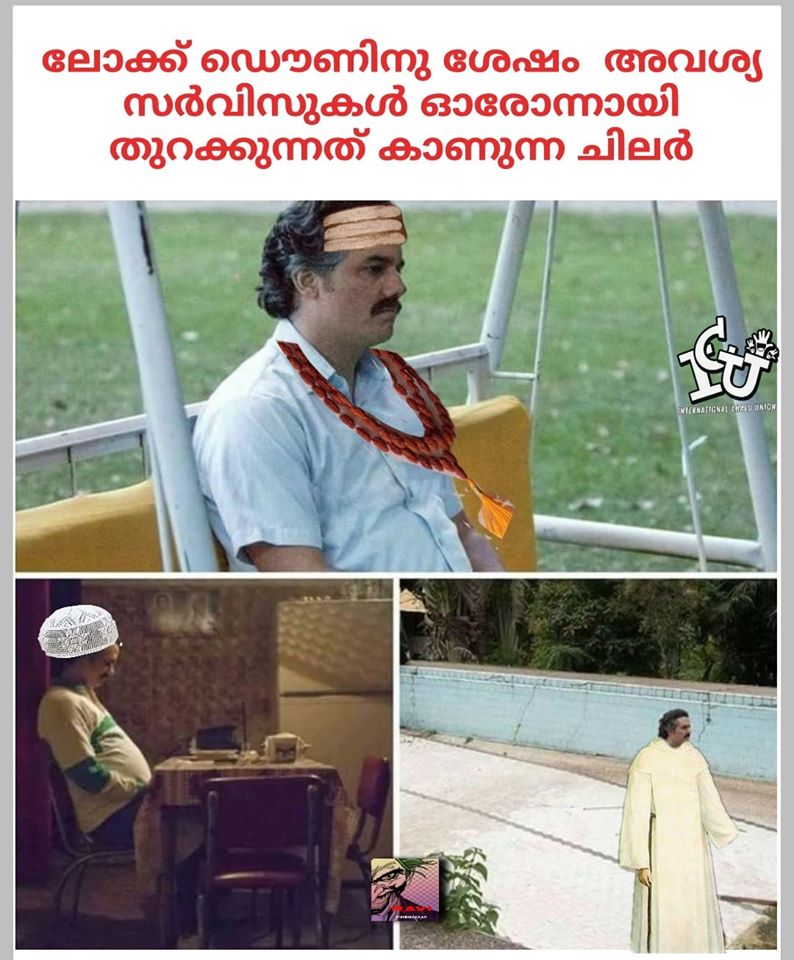 ലോക്ക് ഡൌണിനു ശേഷം അവശ്യ
സർവിസുകൾ ഓരോന്നായി
തുറക്കുന്നത് കാണുന്ന ചിലർ
ICU
INTERNATIONAL CHALU UNION